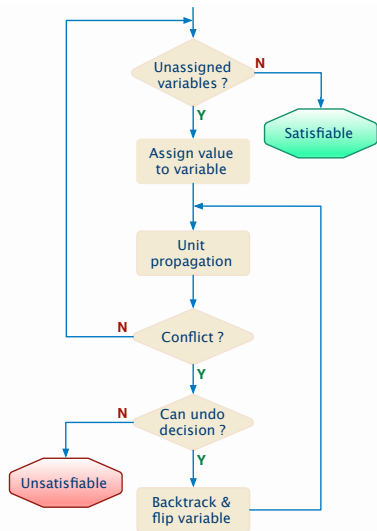 Unassigned
variables ?
N
Y
Satisfiable
Assign value
to variable
Unit
propagation
N
Conflict ?
Y
N
Can undo
decision ?
Y
Unsatisfiable
Backtrack &
flip variable